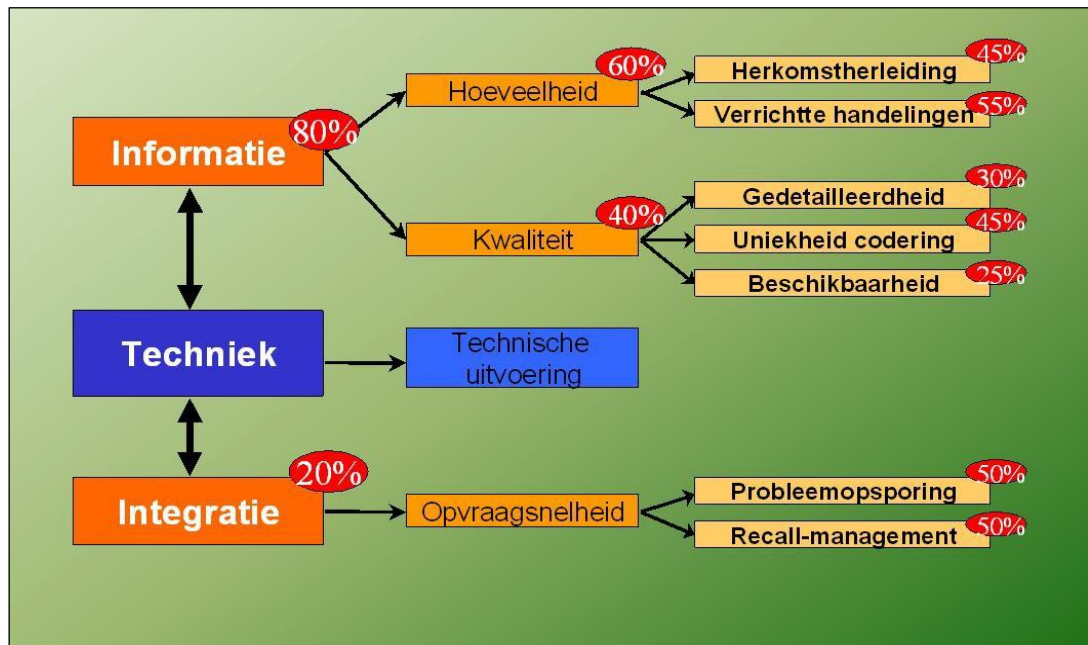 Informatie
80%
Hoeveelheid
60%
Herkomstherleiding
45%
Verrichtte handelingen
55%
Kwaliteit
40%
Gedetailleerdheid
30%
Uniekheid codering
45%
Beschikbaarheid
25%
Techniek
Technische
uitvoering
Integratie
20%
Opvraagsnelheid
Probleemopsporing
50%
Recall-management
50%